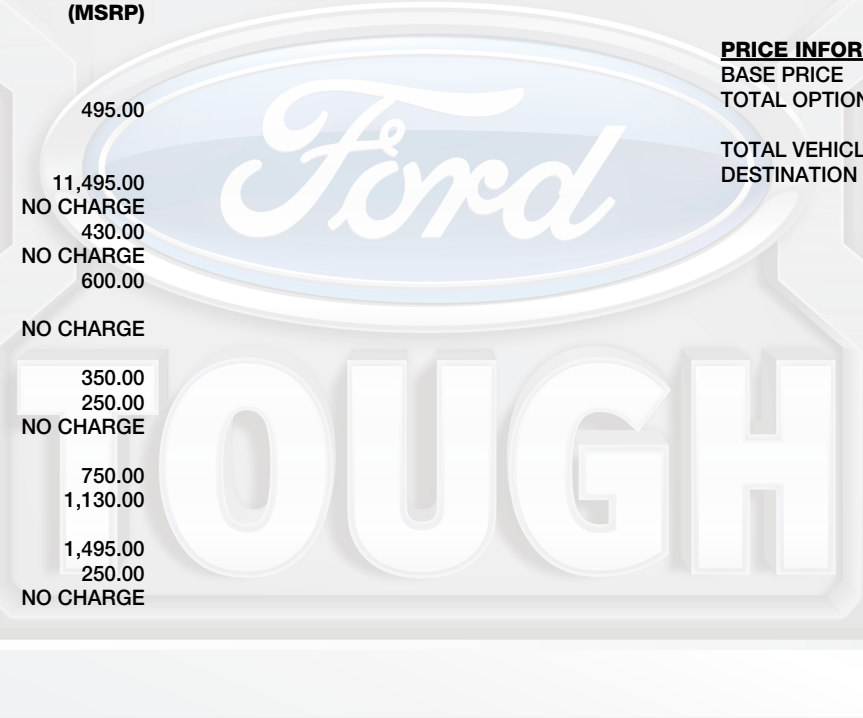 (MSRP)
495.00
11,495.00
NO CHARGE
430.00
NO CHARGE
600.00
NO CHARGE
350.00
250.00
NO CHARGE
750.00
1,130.00
1,495.00
250.00
NO CHARGE
PRICE INFOR
BASE PRICE
TOTAL OPTION
TOTAL VEHICL
DESTINATION
Ford
TOUGH